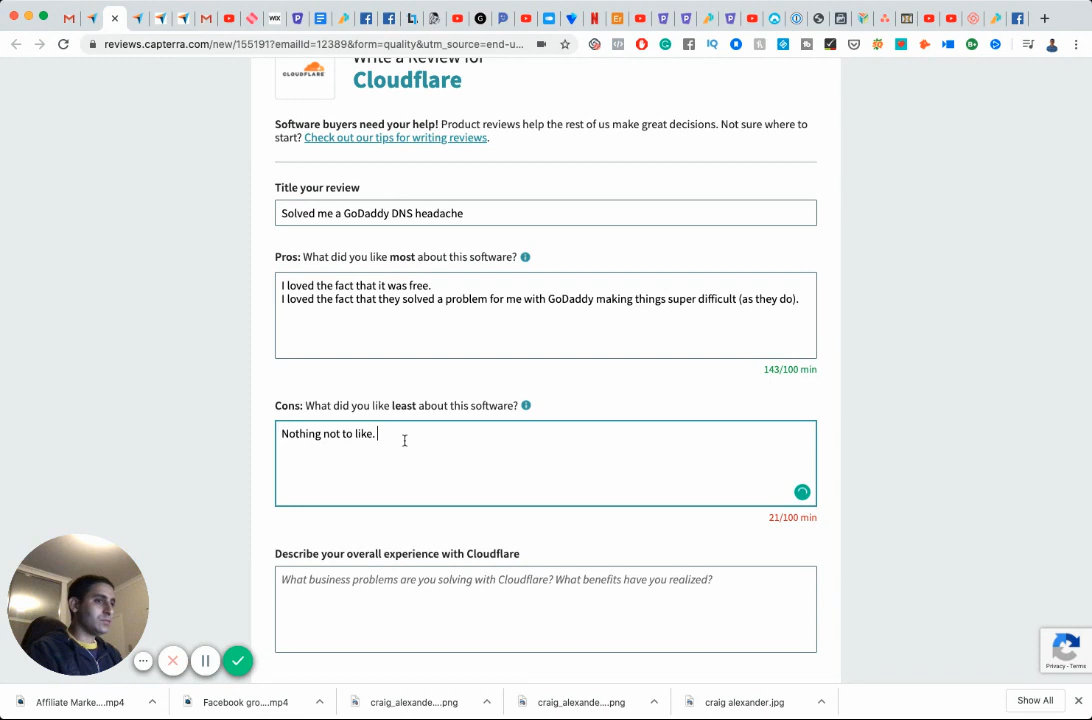 reviews.capterra.com/new/155191?emailId=12389&form=quality&utm_source=end-u...
CLOUDFLARE
Write a Review for
Cloudflare
Software buyers need your help! Product reviews help the rest of us make great decisions. Not sure where to
start? Check out our tips for writing reviews.
Title your review
Solved me a GoDaddy DNS headache
Pros: What did you like most about this software?
I loved the fact that it was free.
I loved the fact that they solved a problem for me with GoDaddy making things super difficult (as they do).
143/100 min
Cons: What did you like least about this software?
Nothing not to like.
21/100 min
Describe your overall experience with Cloudflare
What business problems are you solving with Cloudflare? What benefits have you realized?
Privacy - Terms
Affiliate Marke....mp4
Facebook gro....mp4
craig_alexande....png
craig_alexande....png
craig alexander.jpg
Show All